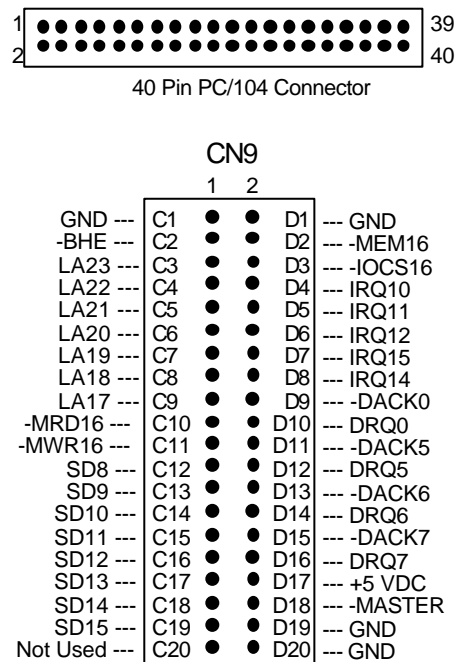 1 39
2 40
40 Pin PC/104 Connector
CN9
1 2
GND --- C1 D1 --- GND
-BHE --- C2 D2 --- -MEM16
LA23 --- C3 D3 --- -IOCS16
LA22 --- C4 D4 --- IRQ10
LA21 --- C5 D5 --- IRQ11
LA20 --- C6 D6 --- IRQ12
LA19 --- C7 D7 --- IRQ15
LA18 --- C8 D8 --- IRQ14
LA17 --- C9 D9 --- -DACK0
-MRD16 --- C10 D10 --- DRQ0
-MWR16 --- C11 D11 --- -DACK5
SD8 --- C12 D12 --- DRQ5
SD9 --- C13 D13 --- -DACK6
SD10 --- C14 D14 --- DRQ6
SD11 --- C15 D15 --- -DACK7
SD12 --- C16 D16 --- DRQ7
SD13 --- C17 D17 --- +5 VDC
SD14 --- C18 D18 --- -MASTER
SD15 --- C19 D19 --- GND
Not Used --- C20 D20 --- GND